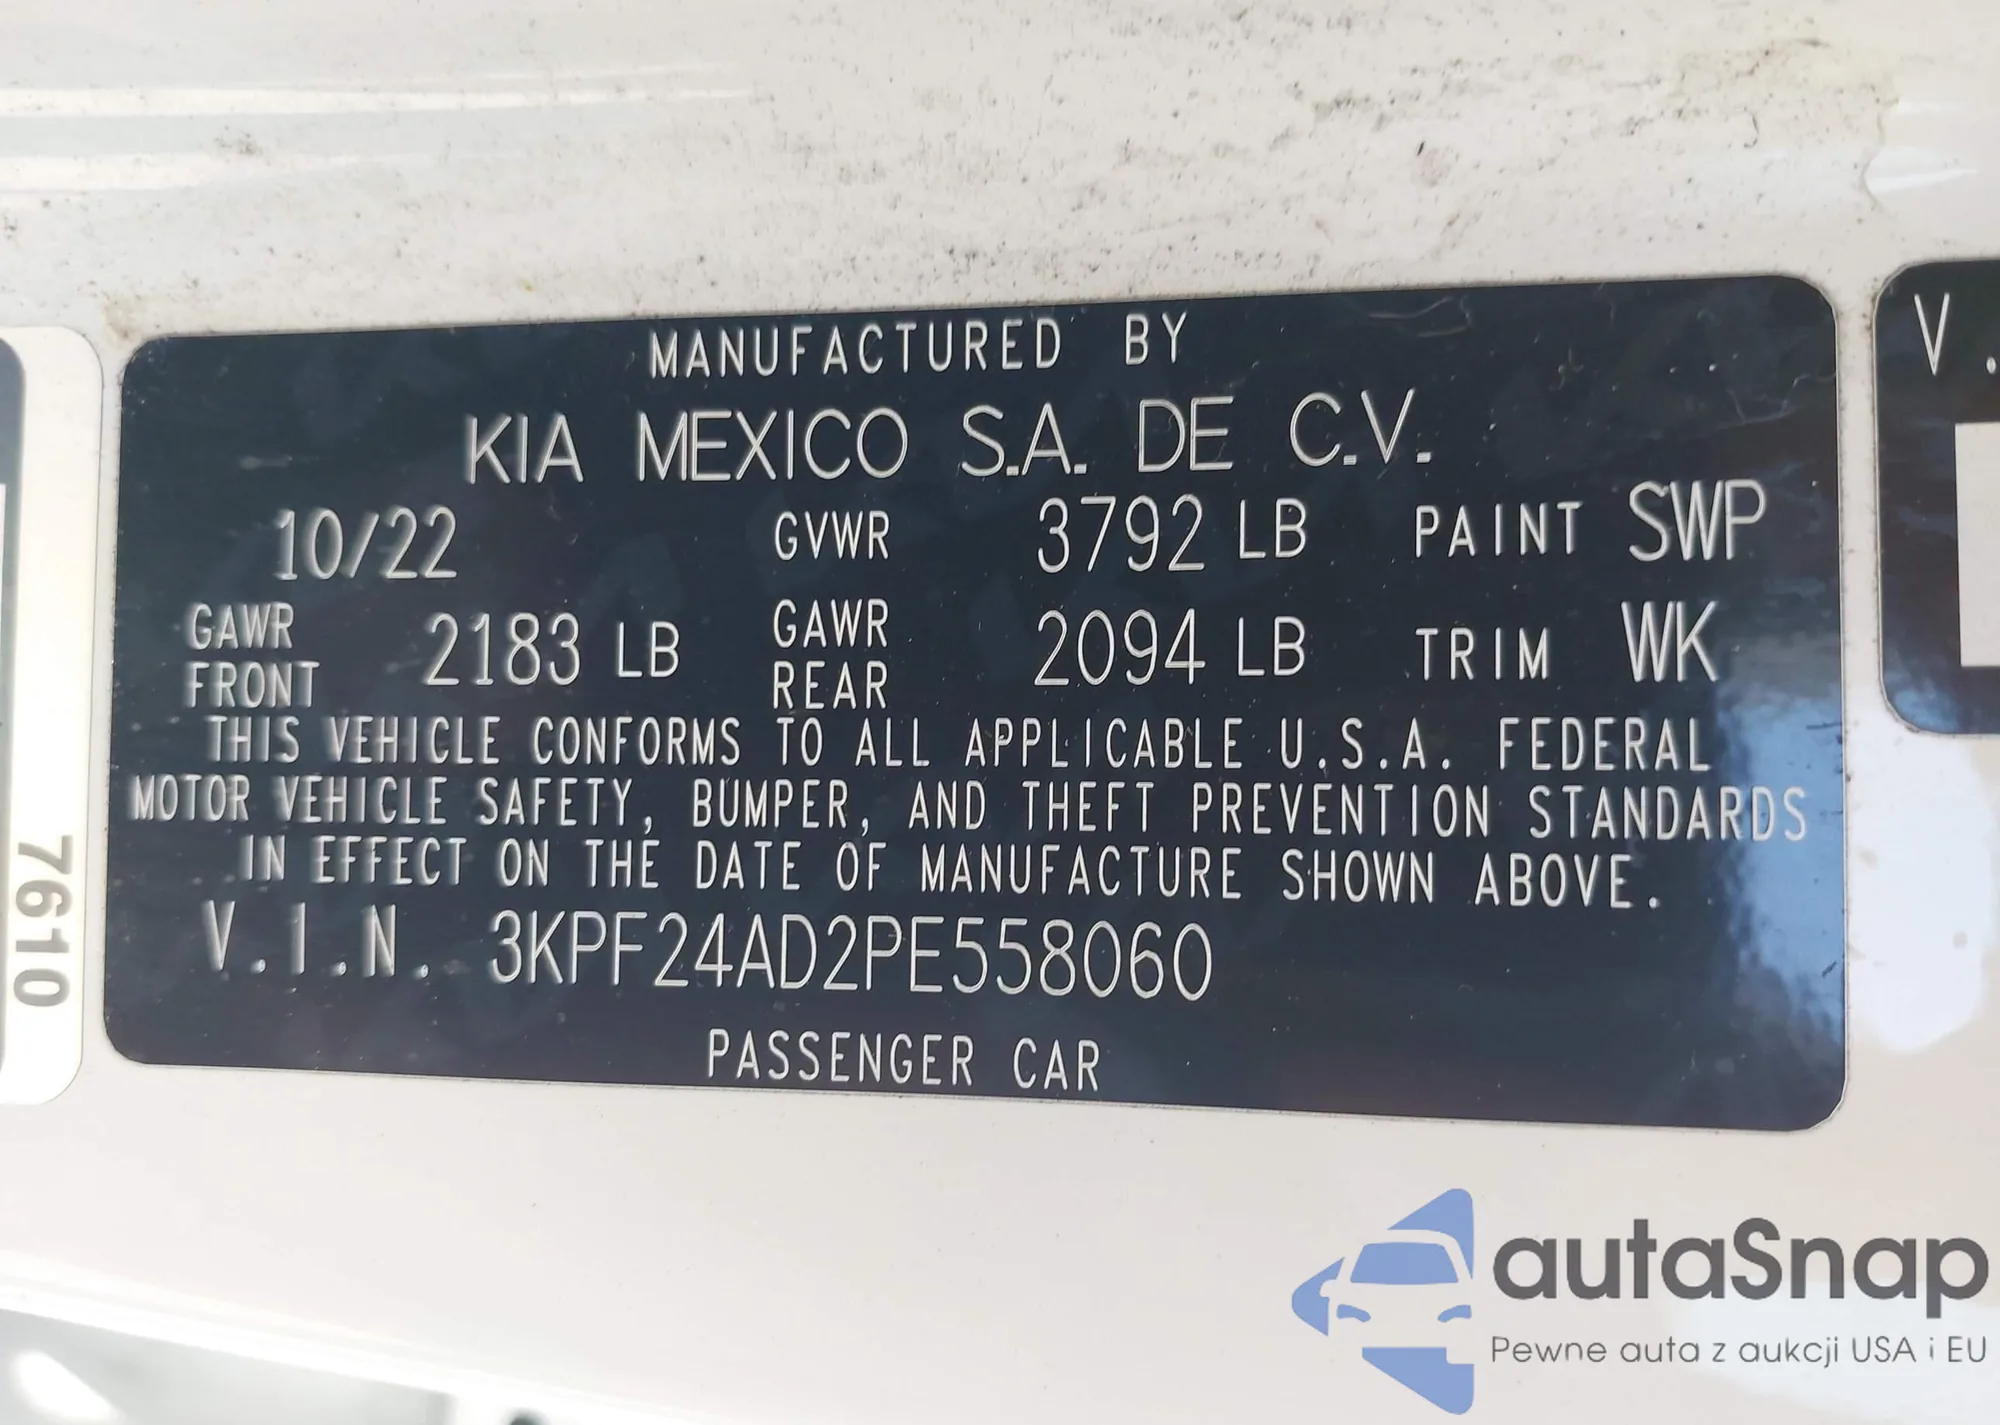 MANUFACTURED BY
KIA MEXICO S.A. DE C.V.
10/22 GVWR 3792 LB PAINT SWP
GAWR FRONT 2183 LB GAWR REAR 2094 LB TRIM WK
THIS VEHICLE CONFORMS TO ALL APPLICABLE U.S.A. FEDERAL
MOTOR VEHICLE SAFETY, BUMPER, AND THEFT PREVENTION STANDARDS
IN EFFECT ON THE DATE OF MANUFACTURE SHOWN ABOVE.
V.I.N. 3KPF24AD2PE558060
PASSENGER CAR
7610
V.
autaSnap
Pewne auta z aukcji USA i EU